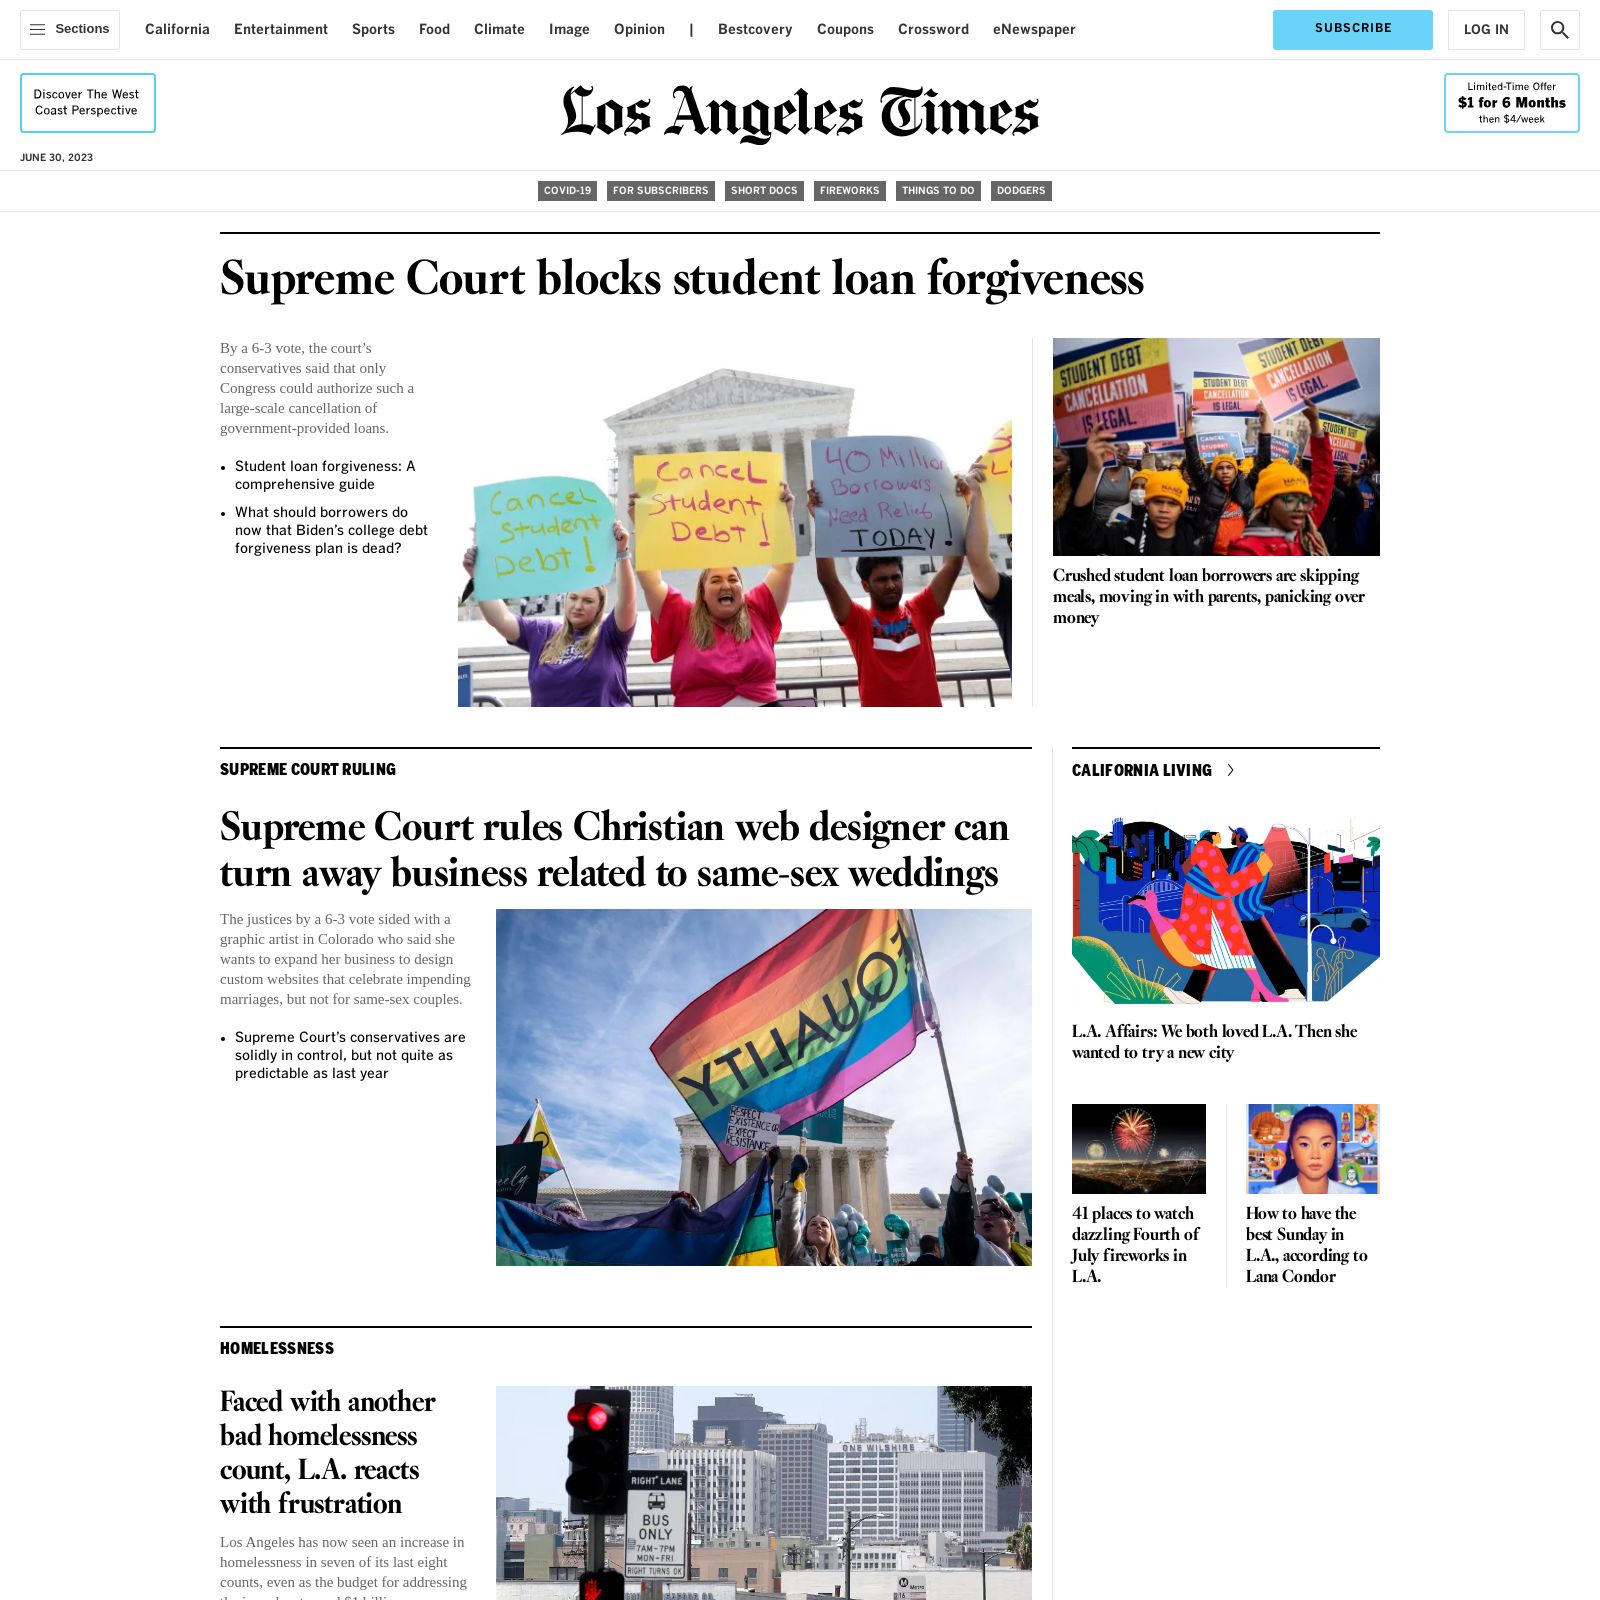 Sections
California
Entertainment
Sports
Food
Climate
Image
Opinion
|
Bestcovery
Coupons
Crossword
eNewspaper
SUBSCRIBE
LOG IN
Discover The West
Coast Perspective
Los Angeles Times
Limited-Time Offer
$1 for 6 Months
then $4/week
JUNE 30, 2023
COVID-19
FOR SUBSCRIBERS
SHORT DOCS
FIREWORKS
THINGS TO DO
DODGERS
Supreme Court blocks student loan forgiveness
By a 6-3 vote, the court’s
conservatives said that only
Congress could authorize such a
large-scale cancellation of
government-provided loans.
• Student loan forgiveness: A
comprehensive guide
• What should borrowers do
now that Biden’s college debt
forgiveness plan is dead?
Cancel
Student
Debt!
Cancel
Student
Debt!
40 Million
Borrowers
Need Relief
TODAY!
STUDENT DEBT
CANCELLATION
IS LEGAL.
STUDENT DEBT
CANCELLATION
IS LEGAL.
STUDENT DEBT
CANCELLATION
IS LEGAL.
STUDENT DEBT
CANCELLATION
IS LEGAL.
CANCEL
STUDENT
DEBT
Crushed student loan borrowers are skipping
meals, moving in with parents, panicking over
money
SUPREME COURT RULING
Supreme Court rules Christian web designer can
turn away business related to same-sex weddings
The justices by a 6-3 vote sided with a
graphic artist in Colorado who said she
wants to expand her business to design
custom websites that celebrate impending
marriages, but not for same-sex couples.
• Supreme Court’s conservatives are
solidly in control, but not quite as
predictable as last year
EQUALITY
RESPECT
EXISTENCE OR
EXPECT
RESISTANCE
CALIFORNIA LIVING
L.A. Affairs: We both loved L.A. Then she
wanted to try a new city
41 places to watch
dazzling Fourth of
July fireworks in
L.A.
How to have the
best Sunday in
L.A., according to
Lana Condor
HOMELESSNESS
Faced with another
bad homelessness
count, L.A. reacts
with frustration
Los Angeles has now seen an increase in
homelessness in seven of its last eight
counts, even as the budget for addressing
ONE WILSHIRE
RIGHT LANE
BUS
ONLY
7AM-7PM
MON-FRI
RIGHT TURNS OK
M Metro